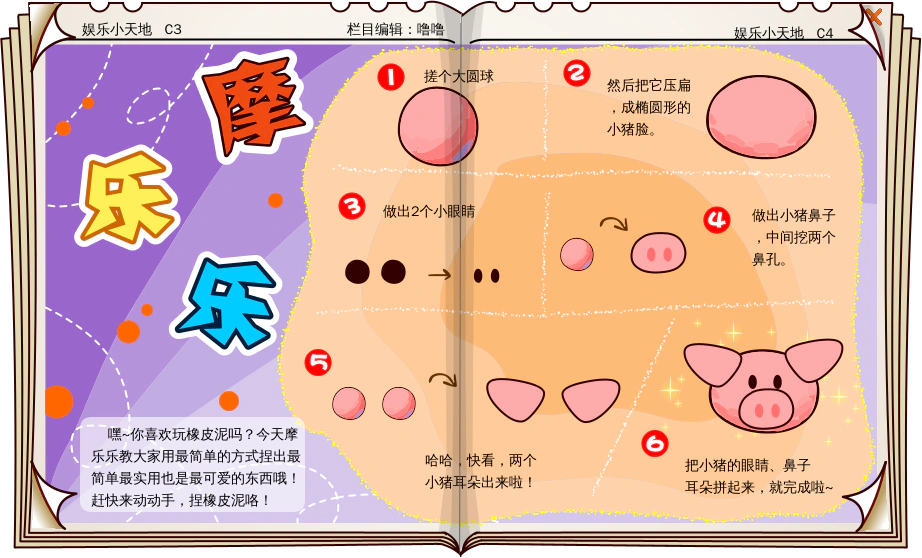 娱乐小天地 C3
栏目编辑：噜噜
娱乐小天地 C4
摩
乐
乐
嘿~你喜欢玩橡皮泥吗？今天摩
乐乐教大家用最简单的方式捏出最
简单最实用也是最可爱的东西哦！
赶快来动动手，捏橡皮泥咯！
1
搓个大圆球
2
然后把它压扁
，成椭圆形的
小猪脸。
3
做出2个小眼睛
4
做出小猪鼻子
，中间挖两个
鼻孔。
5
哈哈，快看，两个
小猪耳朵出来啦！
6
把小猪的眼睛、鼻子
耳朵拼起来，就完成啦~